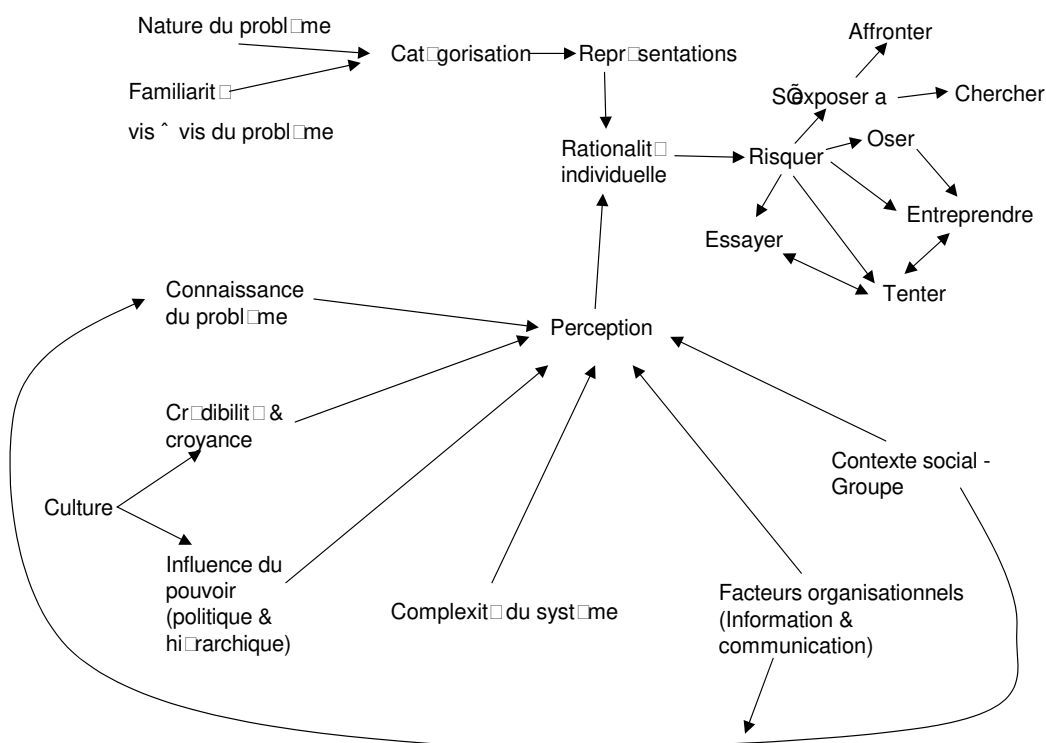 Nature du probl□me
Affronter
Cat□gorisation
Repr□sentations
Familiarit□
vis ˆ vis du probl□me
SÕexposer a
Chercher
Oser
Rationalit□
individuelle
Risquer
Entreprendre
Essayer
Tenter
Connaissance
du probl□me
Perception
Cr□dibilit□ &
croyance
Contexte social -
Groupe
Culture
Influence du
pouvoir
(politique &
hi□rarchique)
Complexit□ du syst□me
Facteurs organisationnels
(Information &
communication)